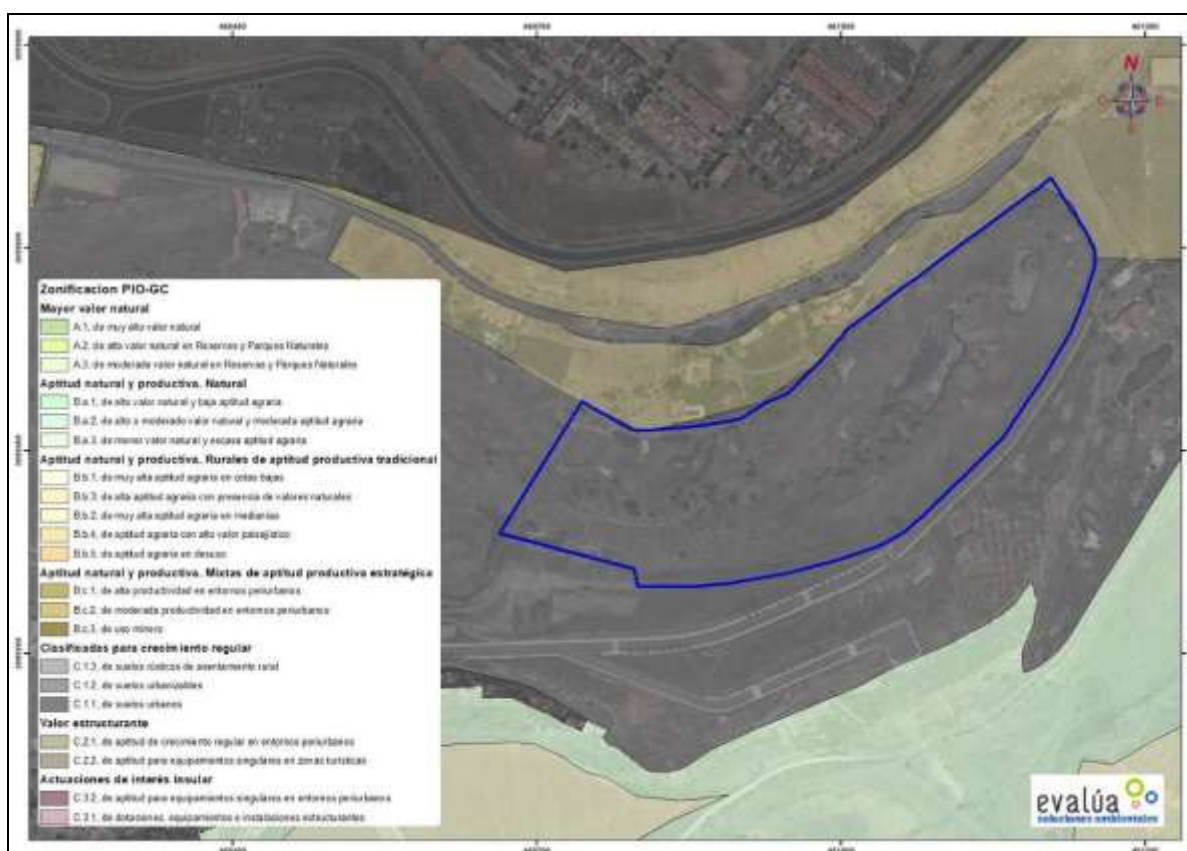 N
O E
Zonificacion PIO-GC
Mayor valor natural
A.1, de muy alto valor natural
A.2, de alto valor natural en Reservas y Parques Naturales
A.3, de moderado valor natural en Reservas y Parques Naturales
Aptitud natural y productiva. Natural
B.a.1, de alto valor natural y baja aptitud agraria
B.a.2, de alto a moderado valor natural y moderada aptitud agraria
B.a.3, de menor valor natural y escasa aptitud agraria
Aptitud natural y productiva. Rurales de aptitud productiva tradicional
B.b.1, de muy alta aptitud agraria en cotas bajas
B.b.3, de alta aptitud agraria con presencia de valores naturales
B.b.2, de muy alta aptitud agraria en medianías
B.b.4, de aptitud agraria con alto valor paisajístico
B.b.5, de aptitud agraria en desuso
Aptitud natural y productiva. Mixtas de aptitud productiva estratégica
B.c.1, de alta productividad en entornos periurbanos
B.c.2, de moderada productividad en entornos periurbanos
B.c.3, de uso minero
Clasificadas para crecimiento regular
C.1.3, de suelos rústicos de asentamiento rural
C.1.2, de suelos urbanizables
C.1.1, de suelos urbanos
Valor estructurante
C.2.1, de aptitud de crecimiento regular en entornos periurbanos
C.2.2, de aptitud para equipamientos singulares en zonas turísticas
Actuaciones de interés insular
C.3.2, de aptitud para equipamientos singulares en entornos periurbanos
C.3.1, de dotaciones, equipamientos e instalaciones estructurantes
evalúa
soluciones ambientales